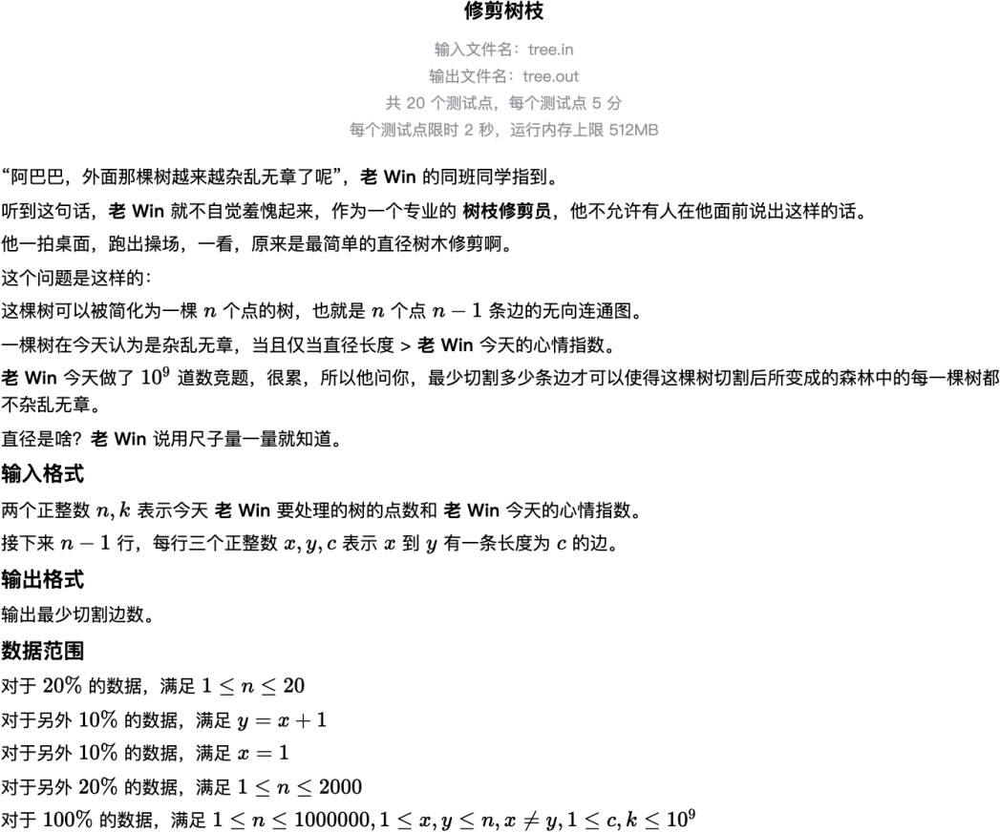 修剪树枝
输入文件名：tree.in
输出文件名：tree.out
共 20 个测试点，每个测试点 5 分
每个测试点限时 2 秒，运行内存上限 512MB
“阿巴巴，外面那棵树越来越杂乱无章了呢”，老 Win 的同班同学指到。
听到这句话，老 Win 就不自觉羞愧起来，作为一个专业的 树枝修剪员，他不允许有人在他面前说出这样的话。
他一拍桌面，跑出操场，一看，原来是最简单的直径树木修剪啊。
这个问题是这样的：
这棵树可以被简化为一棵 n 个点的树，也就是 n 个点 n − 1 条边的无向连通图。
一棵树在今天认为是杂乱无章，当且仅当直径长度 > 老 Win 今天的心情指数。
老 Win 今天做了 10⁹ 道数竞题，很累，所以他问你，最少切割多少条边才可以使得这棵树切割后所变成的森林中的每一棵树都
不杂乱无章。
直径是啥？老 Win 说用尺子量一量就知道。
输入格式
两个正整数 n, k 表示今天 老 Win 要处理的树的点数和 老 Win 今天的心情指数。
接下来 n − 1 行，每行三个正整数 x, y, c 表示 x 到 y 有一条长度为 c 的边。
输出格式
输出最少切割边数。
数据范围
对于 20% 的数据，满足 1 ≤ n ≤ 20
对于另外 10% 的数据，满足 y = x + 1
对于另外 10% 的数据，满足 x = 1
对于另外 20% 的数据，满足 1 ≤ n ≤ 2000
对于 100% 的数据，满足 1 ≤ n ≤ 1000000, 1 ≤ x, y ≤ n, x ≠ y, 1 ≤ c, k ≤ 10⁹